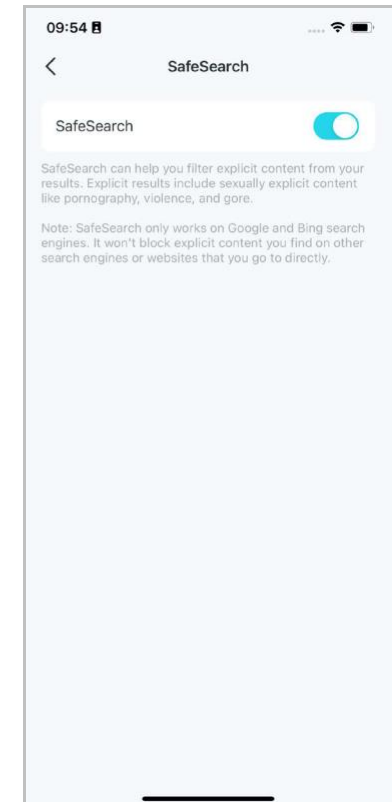 09:54
SafeSearch
SafeSearch
SafeSearch can help you filter explicit content from your
results. Explicit results include sexually explicit content
like pornography, violence, and gore.
Note: SafeSearch only works on Google and Bing search
engines. It won't block explicit content you find on other
search engines or websites that you go to directly.